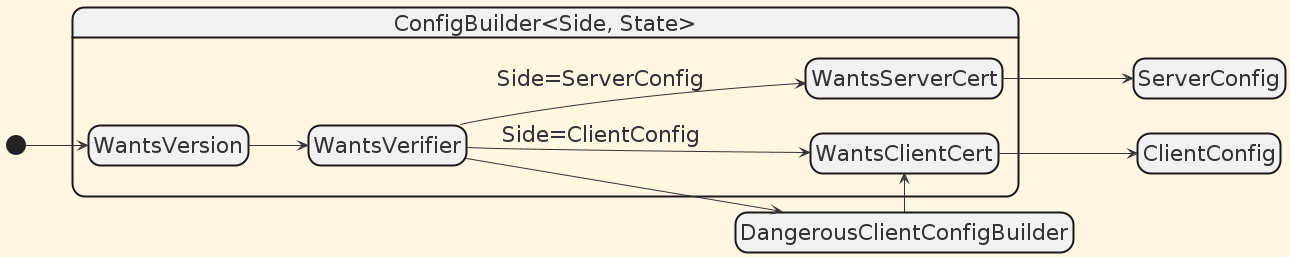 ConfigBuilder<Side, State>
Side=ServerConfig
WantsServerCert
ServerConfig
Side=ClientConfig
WantsVersion
WantsVerifier
WantsClientCert
ClientConfig
DangerousClientConfigBuilder